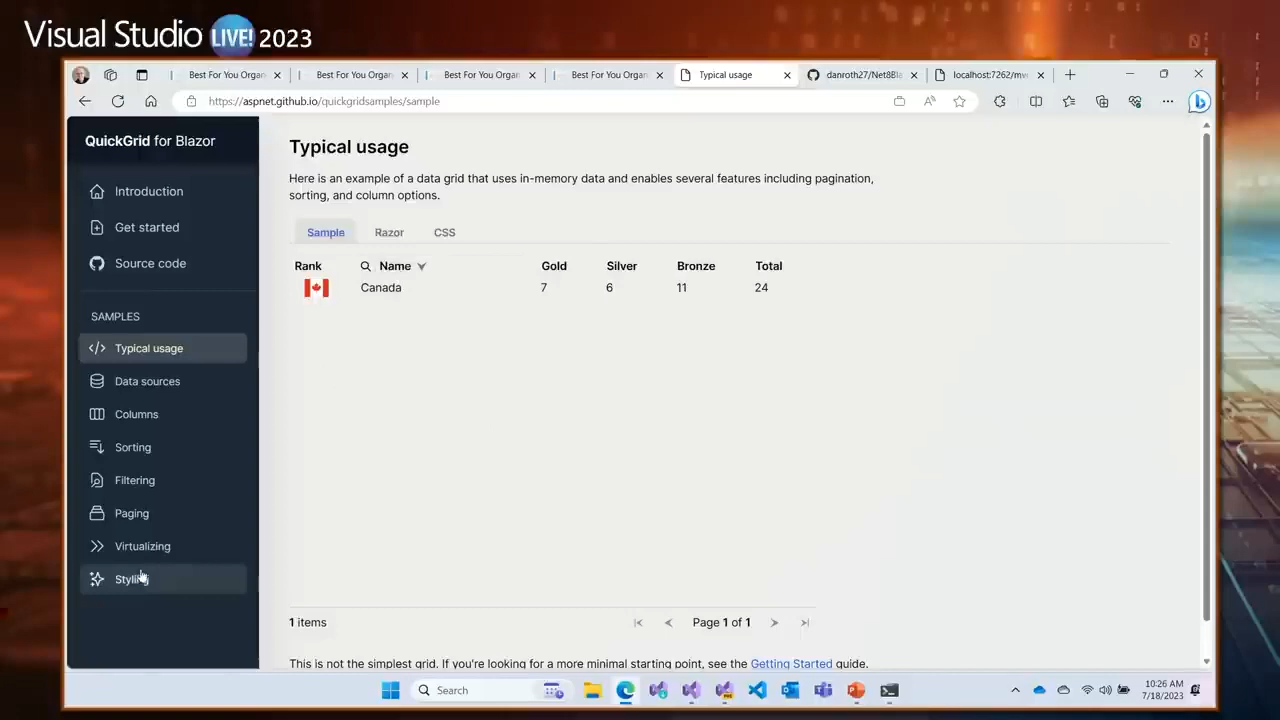 Visual Studio LIVE! 2023
Best For You Organ
Best For You Organ
Best For You Organ
Best For You Organ
Typical usage
danroth27/Net8Bla
localhost:7262/mv
https://aspnet.github.io/quickgridsamples/sample
QuickGrid for Blazor
Introduction
Get started
Source code
SAMPLES
Typical usage
Data sources
Columns
Sorting
Filtering
Paging
Virtualizing
Styling
Typical usage
Here is an example of a data grid that uses in-memory data and enables several features including pagination,
sorting, and column options.
Sample Razor CSS
Rank Name Gold Silver Bronze Total
Canada 7 6 11 24
1 items
Page 1 of 1
This is not the simplest grid. If you're looking for a more minimal starting point, see the Getting Started guide.
Search
10:26 AM
7/18/2023